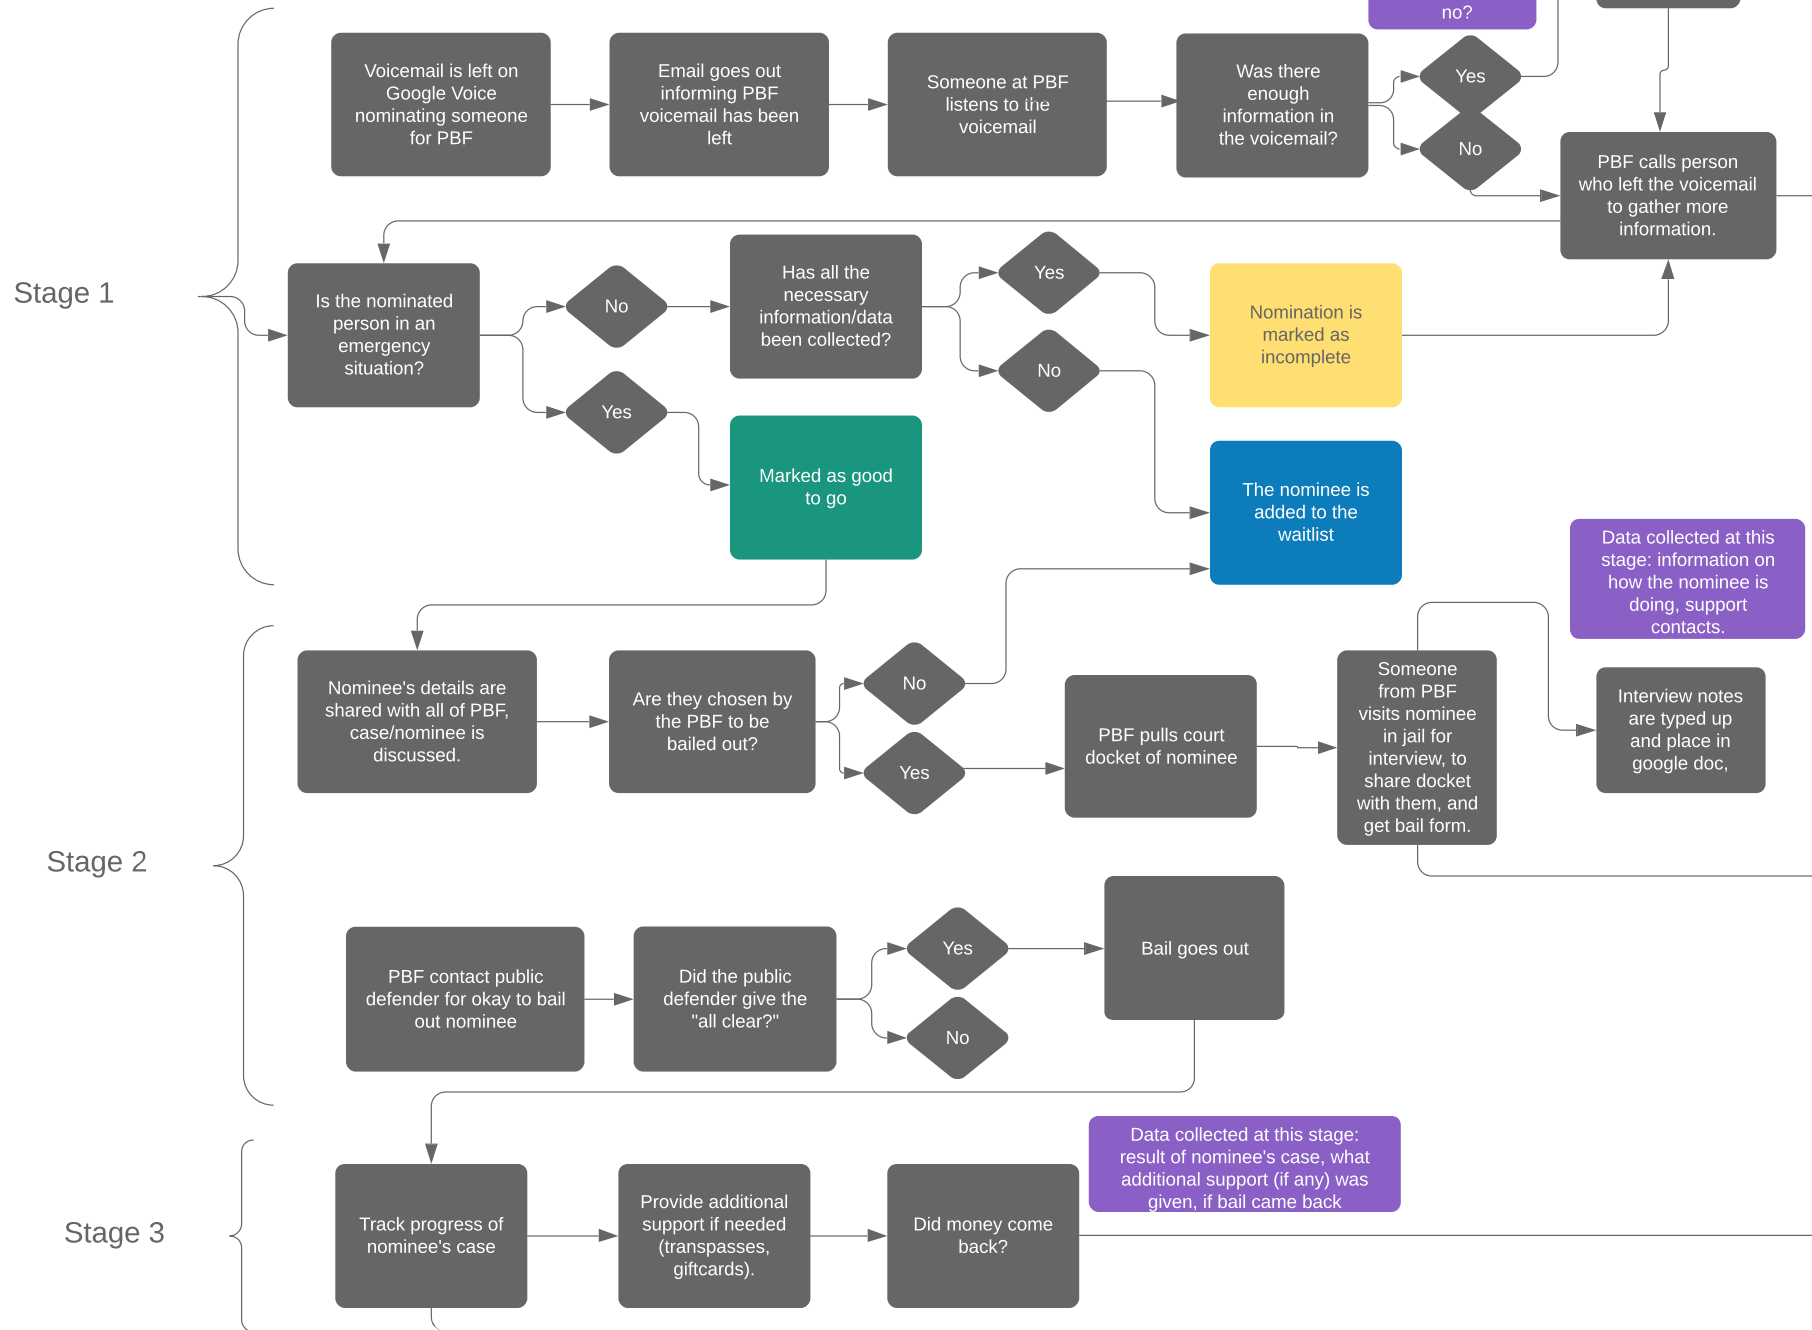 no?
Voicemail is left on
Google Voice
nominating someone
for PBF
Email goes out
informing PBF
voicemail has been
left
Someone at PBF
listens to the
voicemail
Was there
enough
information in
the voicemail?
Yes
No
PBF calls person
who left the voicemail
to gather more
information.
Stage 1
Is the nominated
person in an
emergency
situation?
No
Yes
Has all the
necessary
information/data
been collected?
Yes
No
Nomination is
marked as
incomplete
Marked as good
to go
The nominee is
added to the
waitlist
Data collected at this
stage: information on
how the nominee is
doing, support
contacts.
Stage 2
Nominee's details are
shared with all of PBF,
case/nominee is
discussed.
Are they chosen by
the PBF to be
bailed out?
No
Yes
PBF pulls court
docket of nominee
Someone
from PBF
visits nominee
in jail for
interview, to
share docket
with them, and
get bail form.
Interview notes
are typed up
and place in
google doc,
PBF contact public
defender for okay to bail
out nominee
Did the public
defender give the
"all clear?"
Yes
No
Bail goes out
Stage 3
Track progress of
nominee's case
Provide additional
support if needed
(transpasses,
giftcards).
Did money come
back?
Data collected at this stage:
result of nominee's case, what
additional support (if any) was
given, if bail came back